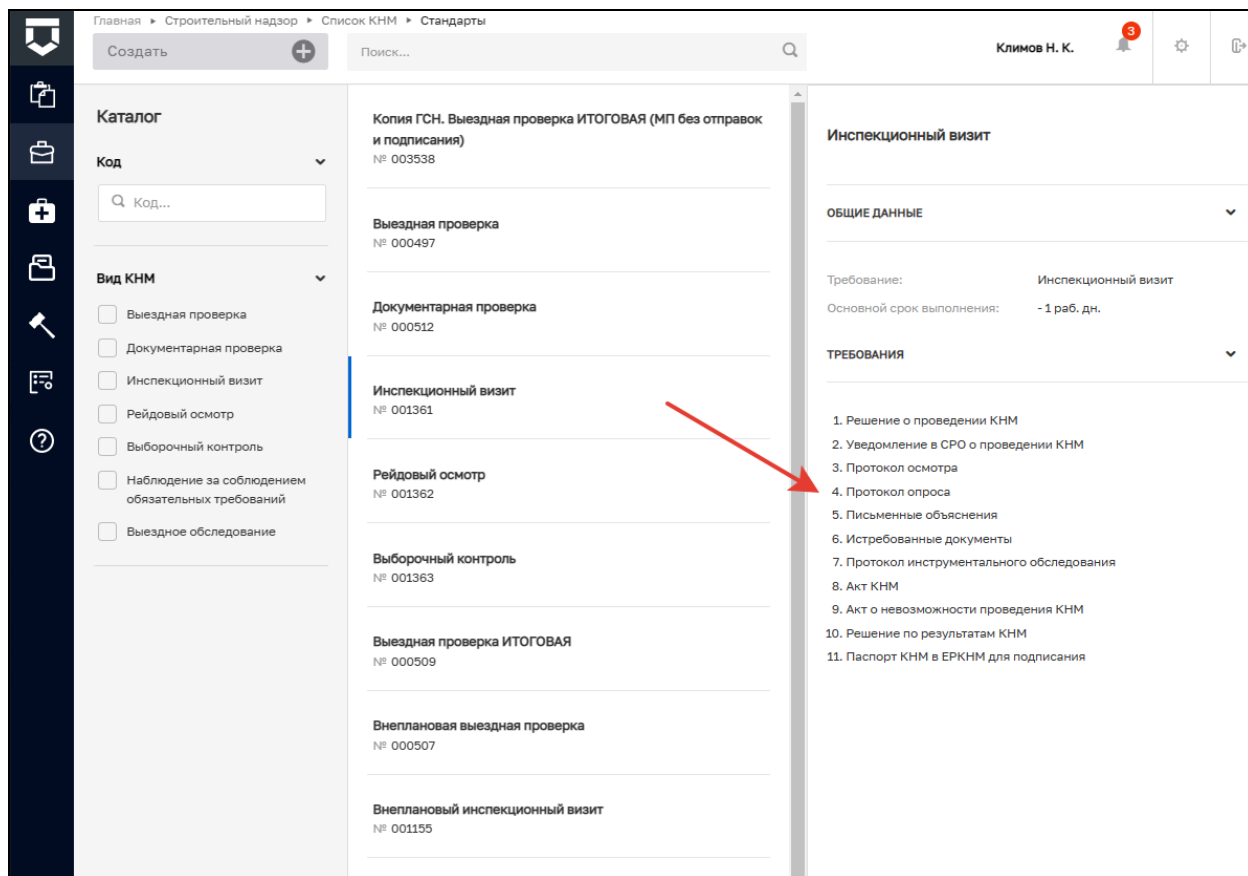 Главная ▸ Строительный надзор ▸ Список КНМ ▸ Стандарты
Создать
Поиск...
Климов Н. К.
3
Каталог
Код
Код...
Вид КНМ
Выездная проверка
Документарная проверка
Инспекционный визит
Рейдовый осмотр
Выборочный контроль
Наблюдение за соблюдением
обязательных требований
Выездное обследование
Копия ГСН. Выездная проверка ИТОГОВАЯ (МП без отправок
и подписания)
№ 003538
Выездная проверка
№ 000497
Документарная проверка
№ 000512
Инспекционный визит
№ 001361
Рейдовый осмотр
№ 001362
Выборочный контроль
№ 001363
Выездная проверка ИТОГОВАЯ
№ 000509
Внеплановая выездная проверка
№ 000507
Внеплановый инспекционный визит
№ 001155
Инспекционный визит
ОБЩИЕ ДАННЫЕ
Требование: Инспекционный визит
Основной срок выполнения: - 1 раб. дн.
ТРЕБОВАНИЯ
1. Решение о проведении КНМ
2. Уведомление в СРО о проведении КНМ
3. Протокол осмотра
4. Протокол опроса
5. Письменные объяснения
6. Истребованные документы
7. Протокол инструментального обследования
8. Акт КНМ
9. Акт о невозможности проведения КНМ
10. Решение по результатам КНМ
11. Паспорт КНМ в ЕРКНМ для подписания